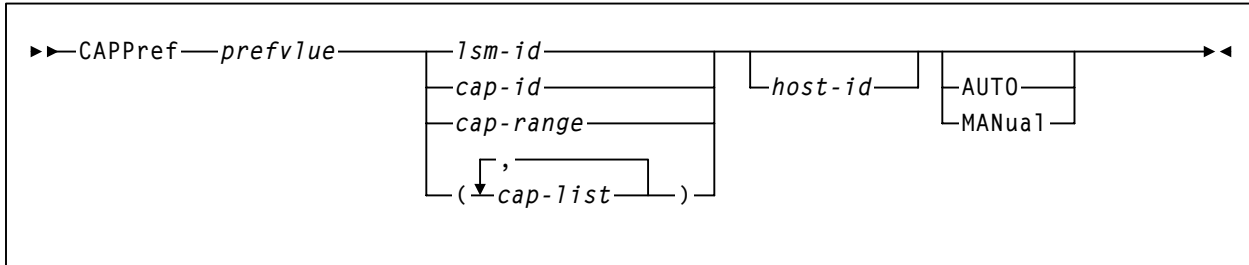 CAPPref prefvlue lsm-id
cap-id host-id AUTO
cap-range MANual
,
( cap-list )